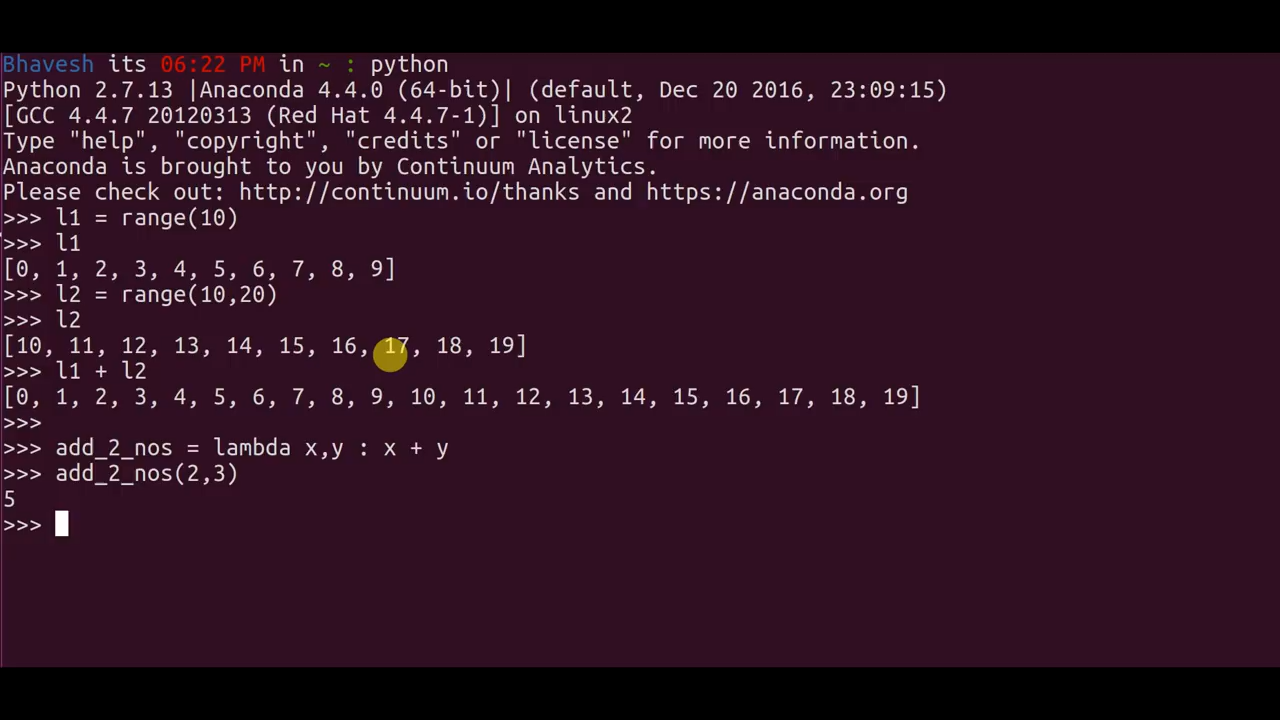 Bhavesh its 06:22 PM in ~ : python
Python 2.7.13 |Anaconda 4.4.0 (64-bit)| (default, Dec 20 2016, 23:09:15)
[GCC 4.4.7 20120313 (Red Hat 4.4.7-1)] on linux2
Type "help", "copyright", "credits" or "license" for more information.
Anaconda is brought to you by Continuum Analytics.
Please check out: http://continuum.io/thanks and https://anaconda.org
>>> l1 = range(10)
>>> l1
[0, 1, 2, 3, 4, 5, 6, 7, 8, 9]
>>> l2 = range(10,20)
>>> l2
[10, 11, 12, 13, 14, 15, 16, 17, 18, 19]
>>> l1 + l2
[0, 1, 2, 3, 4, 5, 6, 7, 8, 9, 10, 11, 12, 13, 14, 15, 16, 17, 18, 19]
>>>
>>> add_2_nos = lambda x,y : x + y
>>> add_2_nos(2,3)
5
>>>